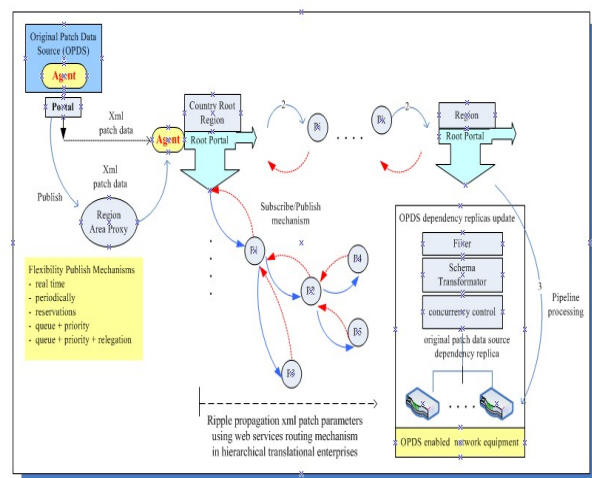 Original Patch Data
Source (OPDS)
Agent
Portal
Xml
patch data
Publish
Xml
patch data
Region
Area Proxy
Flexibility Publish Mechanisms
- real time
- periodically
- reservations
- queue + priority
- queue + priority + relegation
Agent
Country Root
Region
Root Portal
2
2
Region
Root Portal
Subscribe/Publish
mechanism
Ripple propagation xml patch parameters
using web services routing mechanism
in hierarchical translational enterprises
OPDS dependency replicas update
Filter
Schema
Transformator
concurrency control
original patch data source
dependency replica
OPDS enabled network equipment
3
Pipeline
processing